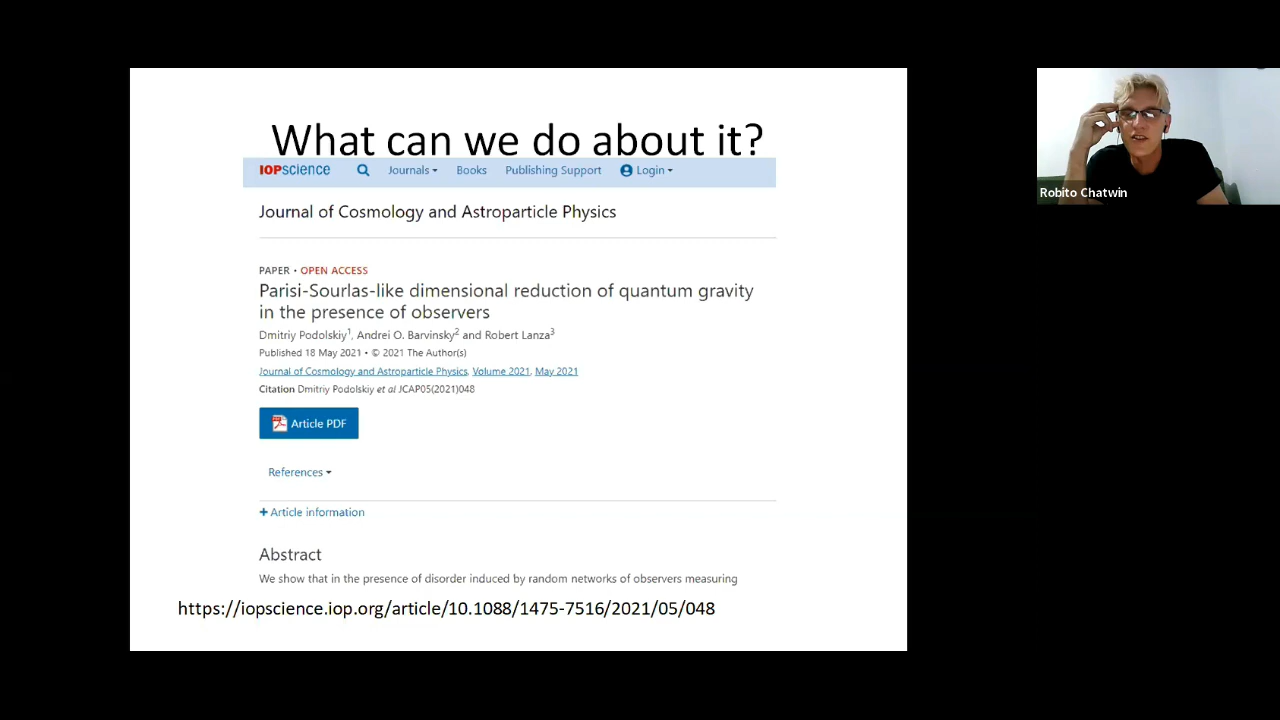 What can we do about it?
IOPscience Journals Books Publishing Support Login
Journal of Cosmology and Astroparticle Physics
PAPER • OPEN ACCESS
Parisi-Sourlas-like dimensional reduction of quantum gravity
in the presence of observers
Dmitriy Podolskiy1, Andrei O. Barvinsky2 and Robert Lanza3
Published 18 May 2021 • © 2021 The Author(s)
Journal of Cosmology and Astroparticle Physics, Volume 2021, May 2021
Citation Dmitriy Podolskiy et al JCAP05(2021)048
Article PDF
References
+ Article information
Abstract
We show that in the presence of disorder induced by random networks of observers measuring
https://iopscience.iop.org/article/10.1088/1475-7516/2021/05/048
Robito Chatwin